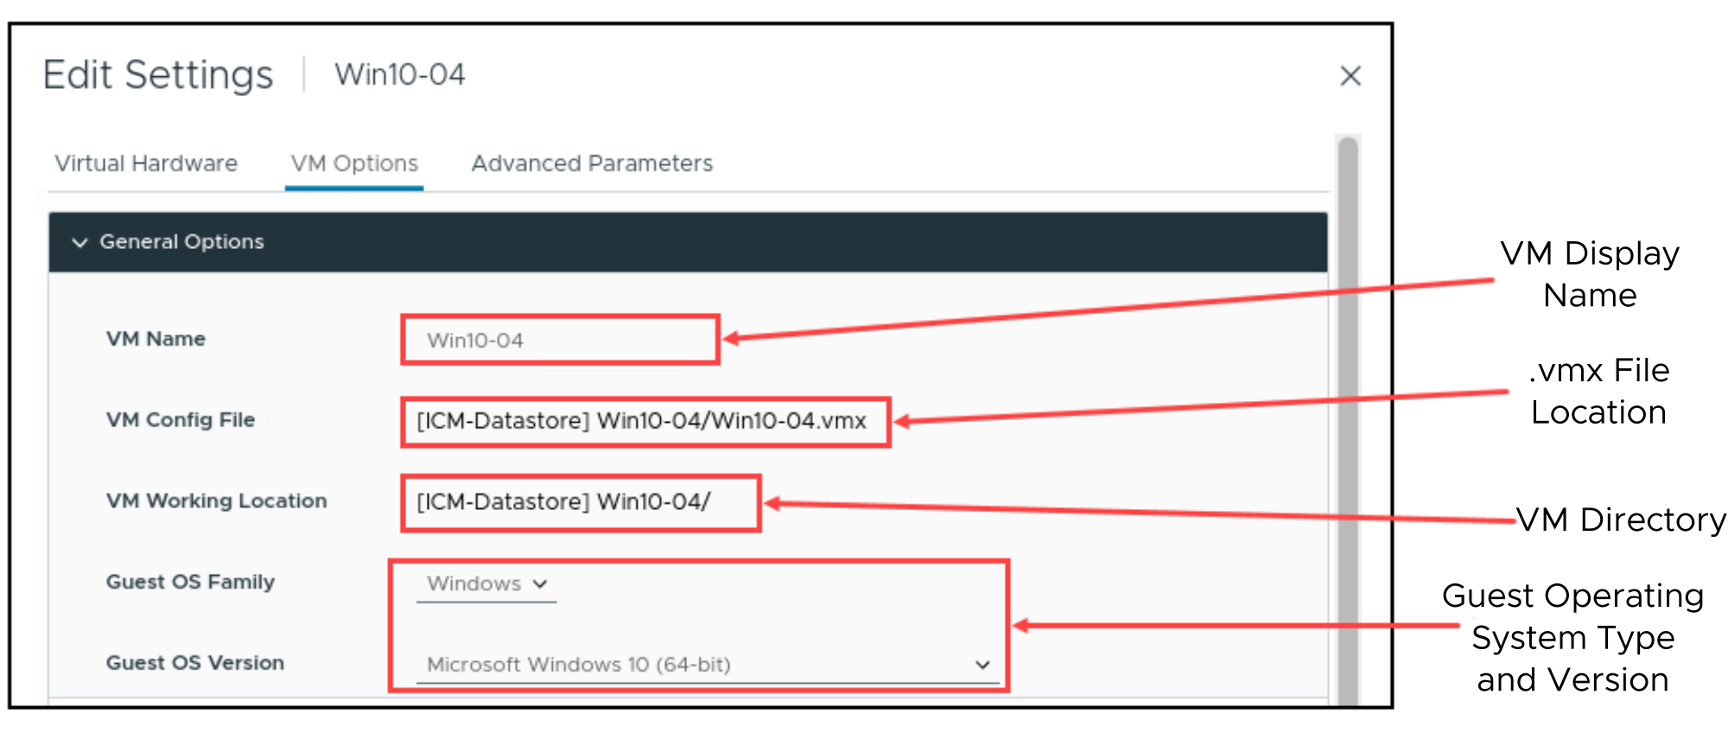 Edit Settings Win10-04
Virtual Hardware VM Options Advanced Parameters
General Options
VM Display
Name
VM Name Win10-04
.vmx File
Location
VM Config File [ICM-Datastore] Win10-04/Win10-04.vmx
VM Working Location [ICM-Datastore] Win10-04/
VM Directory
Guest OS Family Windows
Guest Operating
System Type
and Version
Guest OS Version Microsoft Windows 10 (64-bit)